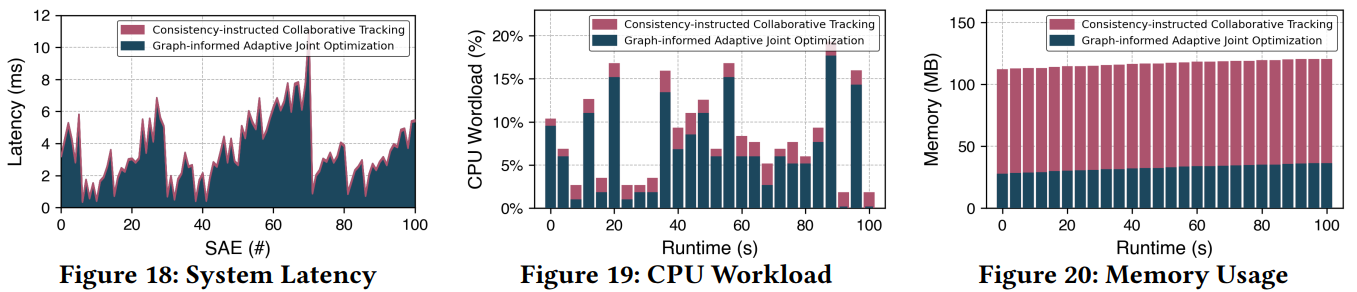 12
10
8
6
4
2
0
Latency (ms)
Consistency-instructed Collaborative Tracking
Graph-informed Adaptive Joint Optimization
0 20 40 60 80 100
SAE (#)
Figure 18: System Latency
20%
15%
10%
5%
0%
CPU Wordload (%)
Consistency-instructed Collaborative Tracking
Graph-informed Adaptive Joint Optimization
0 20 40 60 80 100
Runtime (s)
Figure 19: CPU Workload
150
100
50
0
Memory (MB)
Consistency-instructed Collaborative Tracking
Graph-informed Adaptive Joint Optimization
0 20 40 60 80 100
Runtime (s)
Figure 20: Memory Usage